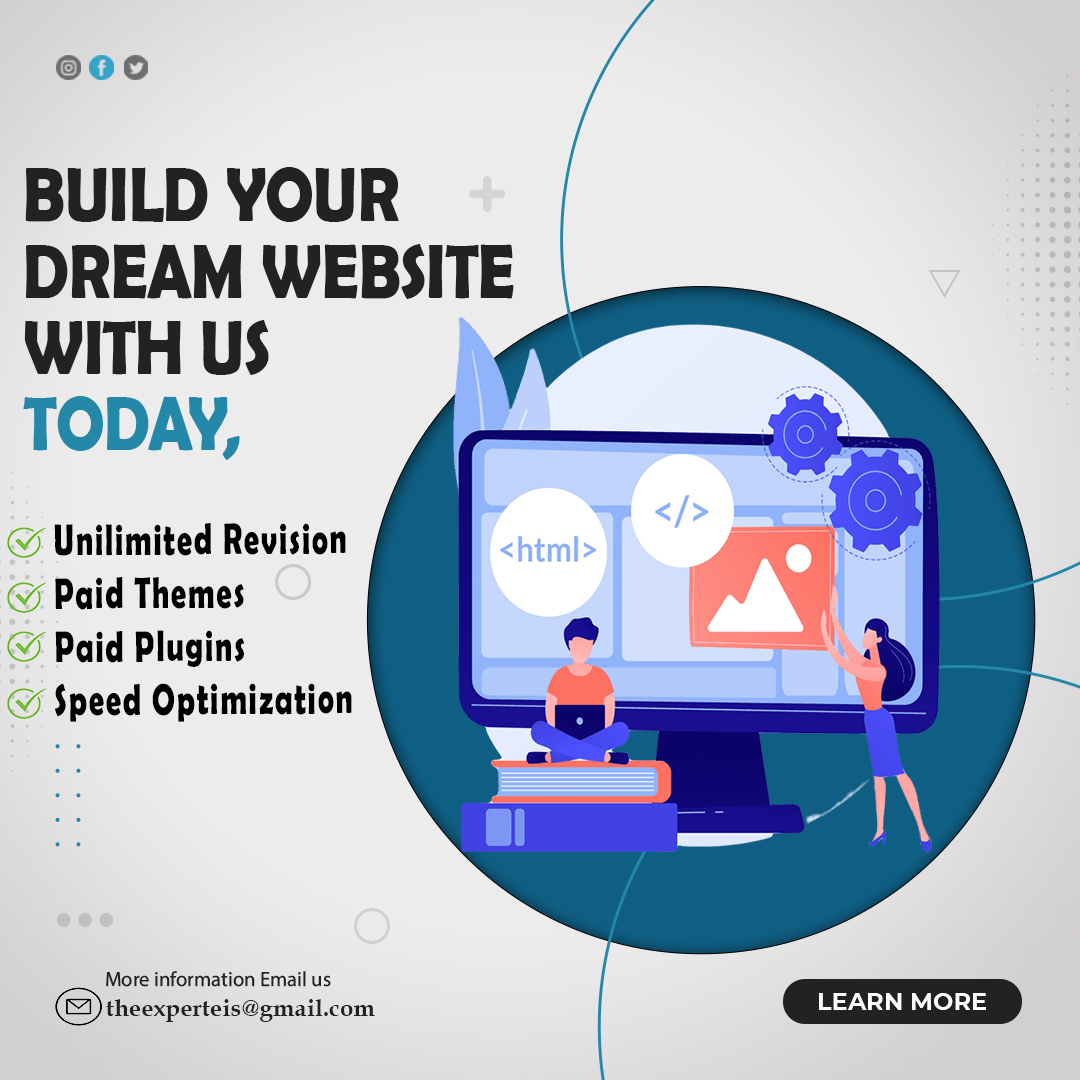 BUILD YOUR
DREAM WEBSITE
WITH US
TODAY,
Unilimited Revision
Paid Themes
Paid Plugins
Speed Optimization
<html>
</>
More information Email us
theexperteis@gmail.com
LEARN MORE